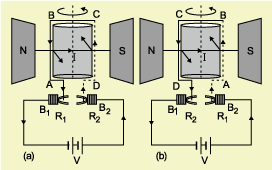 B C
N I S
A D
B1 R1 R2 B2
(a) V
B C
N I S
D A
B1 R2 R1 B2
(b) V